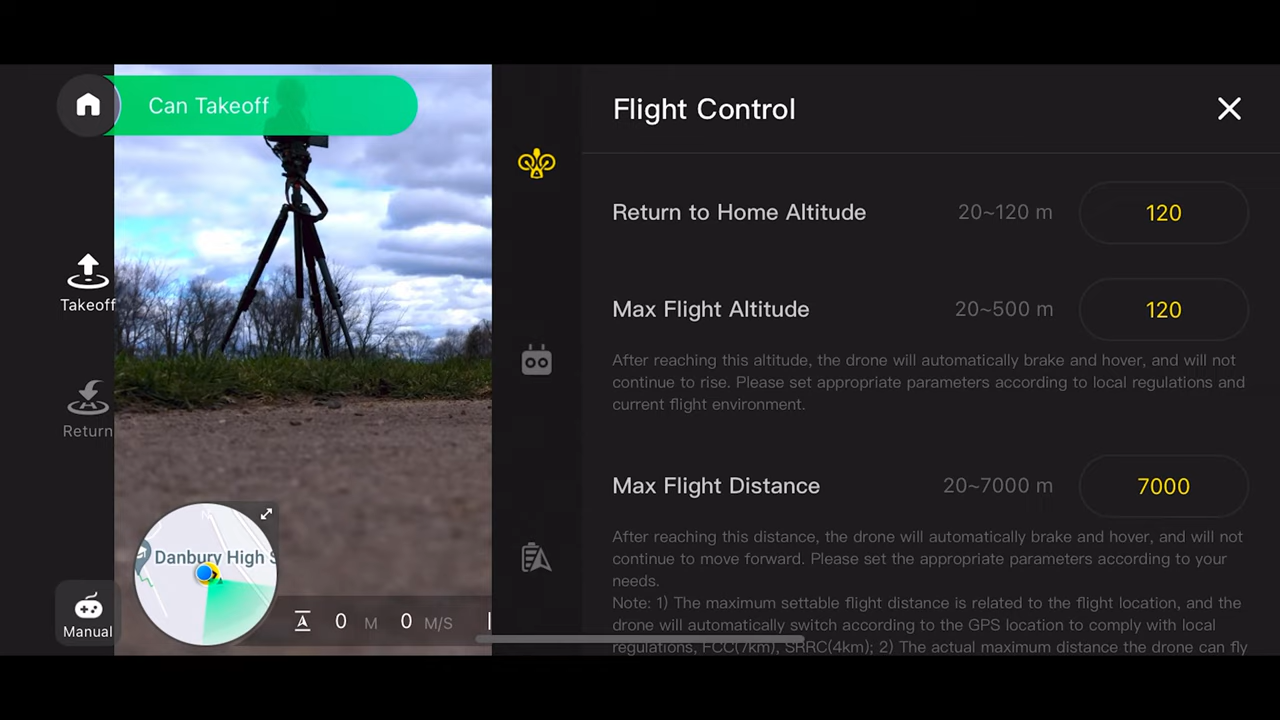 Can Takeoff
Takeoff
Return
Danbury High S
Manual
0 M 0 M/S
Flight Control
Return to Home Altitude 20~120 m 120
Max Flight Altitude 20~500 m 120
After reaching this altitude, the drone will automatically brake and hover, and will not
continue to rise. Please set appropriate parameters according to local regulations and
current flight environment.
Max Flight Distance 20~7000 m 7000
After reaching this distance, the drone will automatically brake and hover, and will not
continue to move forward. Please set the appropriate parameters according to your
needs.
Note: 1) The maximum settable flight distance is related to the flight location, and the
drone will automatically switch according to the GPS location to comply with local
regulations, FCC(7km), SRRC(4km); 2) The actual maximum distance the drone can fly